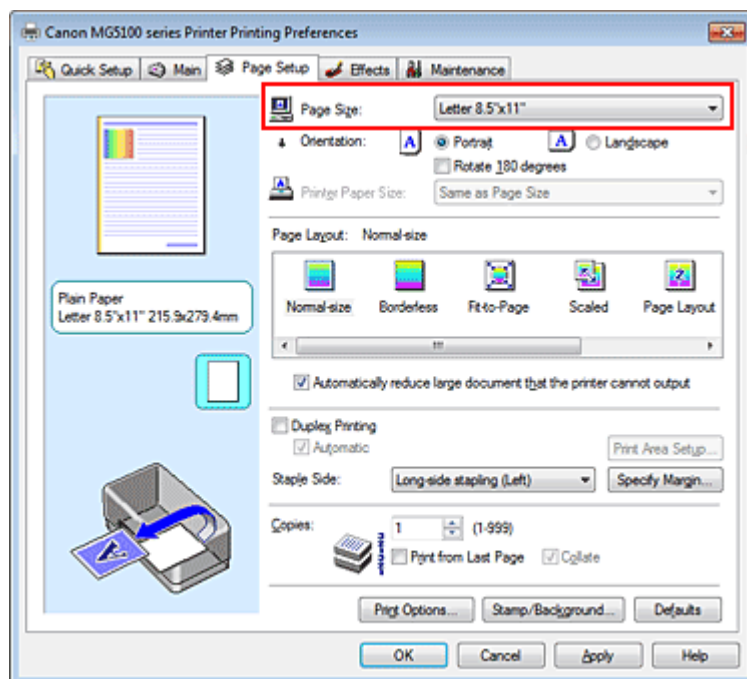 Canon MG5100 series Printer Printing Preferences
Quick Setup Main Page Setup Effects Maintenance
Page Size: Letter 8.5"x11"
Orientation: A Portrait A Landscape
Rotate 180 degrees
Printer Paper Size: Same as Page Size
Page Layout: Normal-size
Normal-size Borderless Fit-to-Page Scaled Page Layout
Plain Paper
Letter 8.5"x11" 215.9x279.4mm
Automatically reduce large document that the printer cannot output
Duplex Printing
Automatic Print Area Setup...
Staple Side: Long-side stapling (Left) Specify Margin...
Copies: 1 (1-999)
Print from Last Page Collate
Print Options... Stamp/Background... Defaults
OK Cancel Apply Help